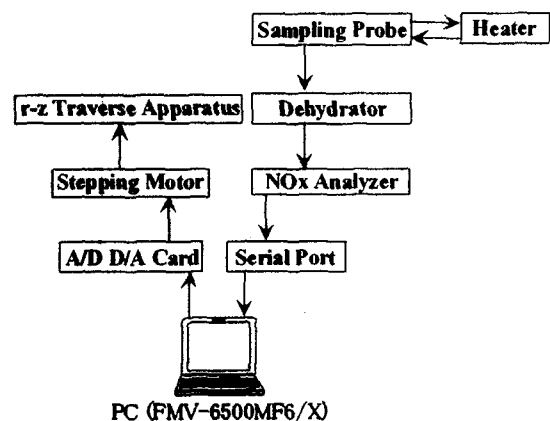 Sampling Probe
Heater
r-z Traverse Apparatus
Dehydrator
Stepping Motor
NOx Analyzer
A/D D/A Card
Serial Port
PC (FMV-6500MF6/X)